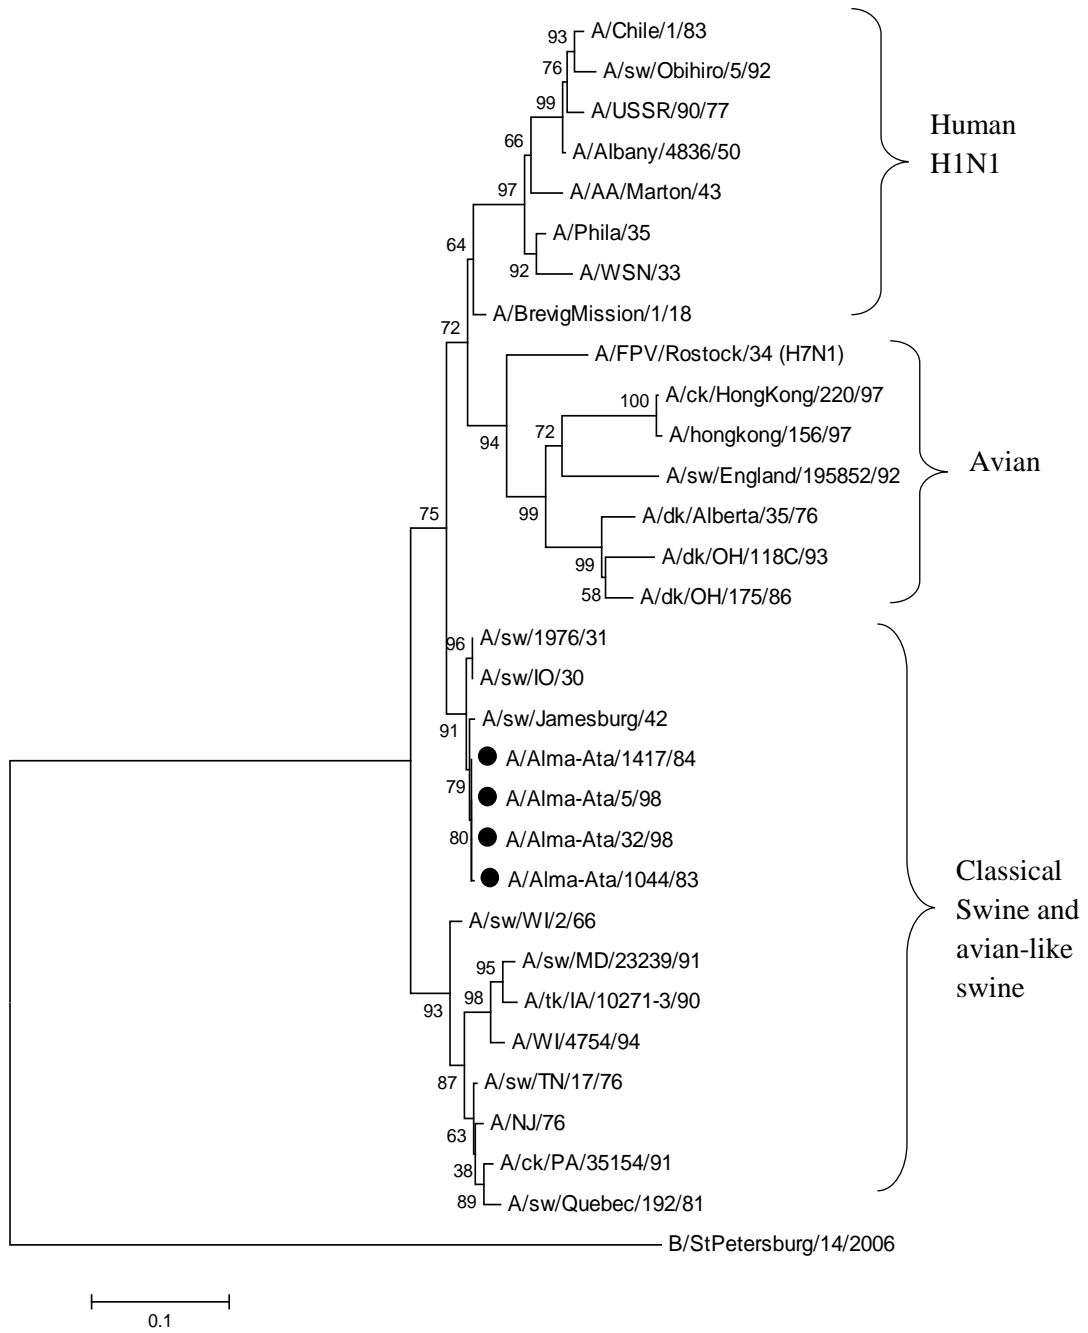 93
A/Chile/1/83
76
A/sw/Obihiro/5/92
99
A/USSR/90/77
66
A/Albany/4836/50
97
A/AA/Marton/43
A/Phila/35
64
92
A/WSN/33
A/BrevigMission/1/18
Human
H1N1
72
A/FPV/Rostock/34 (H7N1)
100
A/ck/HongKong/220/97
72
A/hongkong/156/97
94
A/sw/England/195852/92
99
A/dk/Alberta/35/76
99
A/dk/OH/118C/93
58
A/dk/OH/175/86
Avian
75
96
A/sw/1976/31
A/sw/IO/30
91
A/sw/Jamesburg/42
A/Alma-Ata/1417/84
79
A/Alma-Ata/5/98
80
A/Alma-Ata/32/98
A/Alma-Ata/1044/83
A/sw/WI/2/66
95
A/sw/MD/23239/91
98
A/tk/IA/10271-3/90
93
A/WI/4754/94
87
A/sw/TN/17/76
63
A/NJ/76
38
A/ck/PA/35154/91
89
A/sw/Quebec/192/81
Classical
Swine and
avian-like
swine
B/StPetersburg/14/2006
0.1